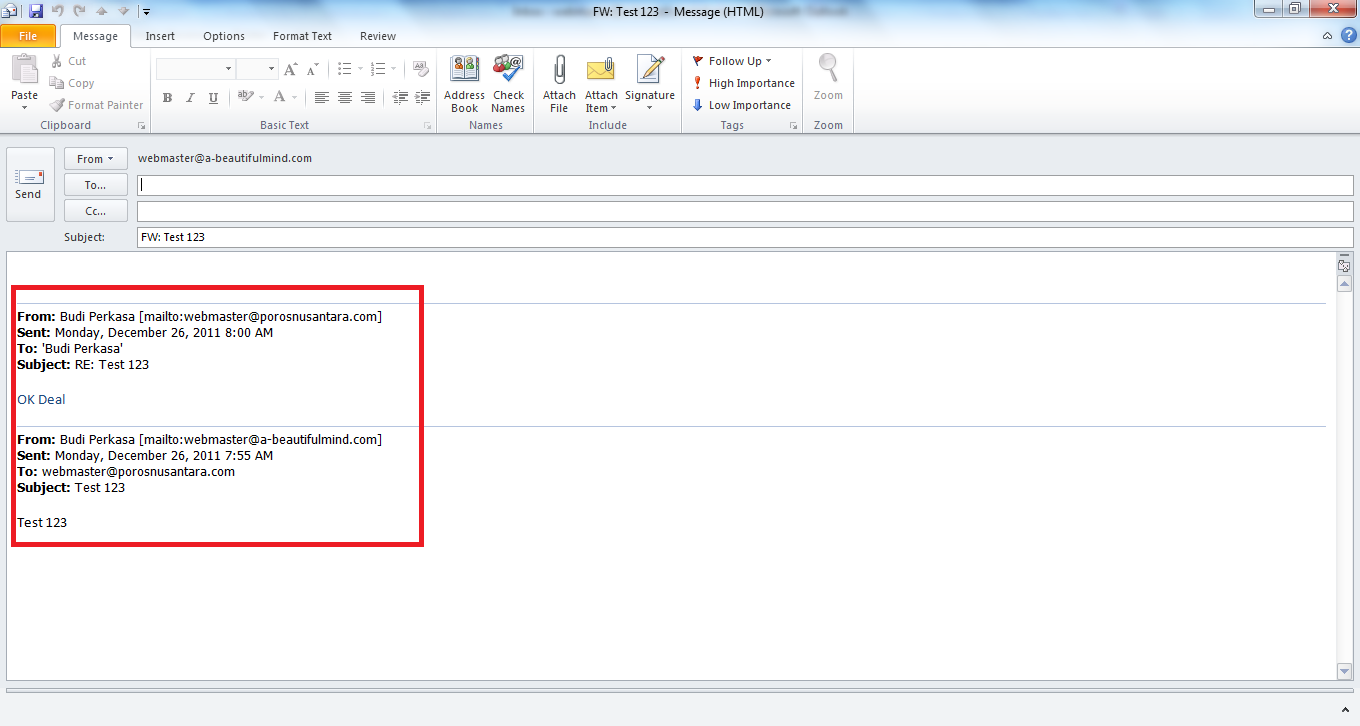 FW: Test 123 - Message (HTML)
File Message Insert Options Format Text Review
Paste
Cut
Copy
Format Painter
Clipboard
B I U
Basic Text
Address Book
Check Names
Names
Attach File
Attach Item
Signature
Include
Follow Up
High Importance
Low Importance
Tags
Zoom
Zoom
Send
From webmaster@a-beautifulmind.com
To...
Cc...
Subject: FW: Test 123
From: Budi Perkasa [mailto:webmaster@porosnusantara.com]
Sent: Monday, December 26, 2011 8:00 AM
To: 'Budi Perkasa'
Subject: RE: Test 123
OK Deal
From: Budi Perkasa [mailto:webmaster@a-beautifulmind.com]
Sent: Monday, December 26, 2011 7:55 AM
To: webmaster@porosnusantara.com
Subject: Test 123
Test 123